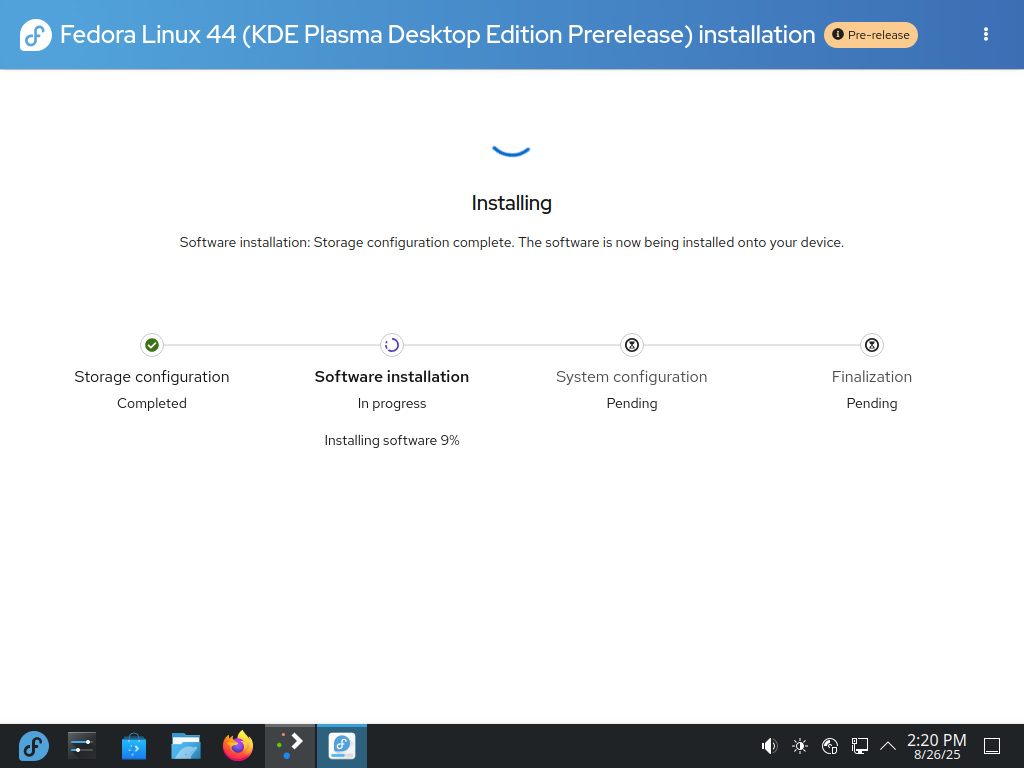 Fedora Linux 44 (KDE Plasma Desktop Edition Prerelease) installation Pre-release
Installing
Software installation: Storage configuration complete. The software is now being installed onto your device.
Storage configuration Software installation System configuration Finalization
Completed In progress Pending Pending
Installing software 9%
2:20 PM
8/26/25